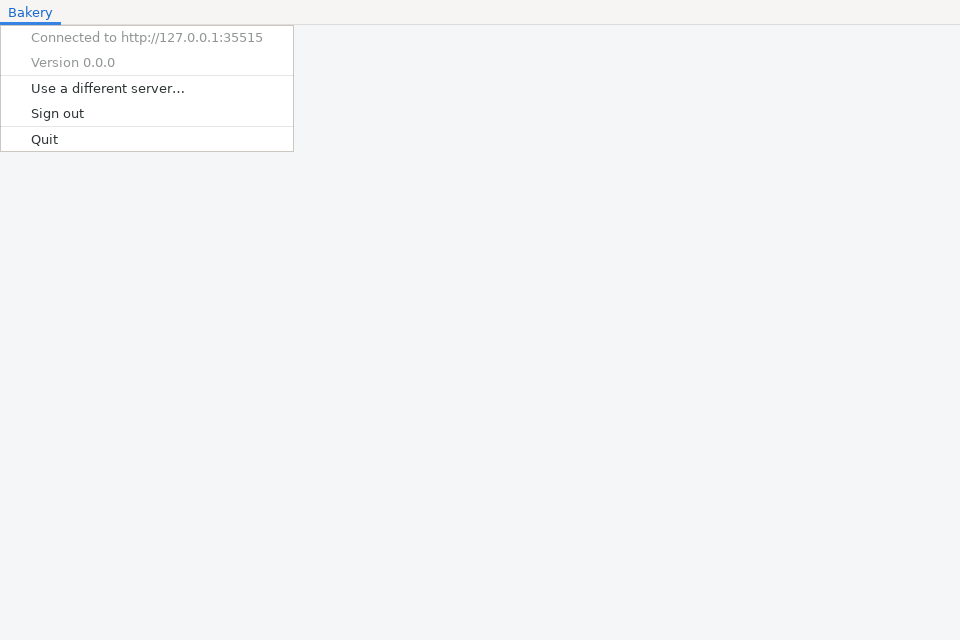 Bakery
Connected to http://127.0.0.1:35515
Version 0.0.0
Use a different server...
Sign out
Quit